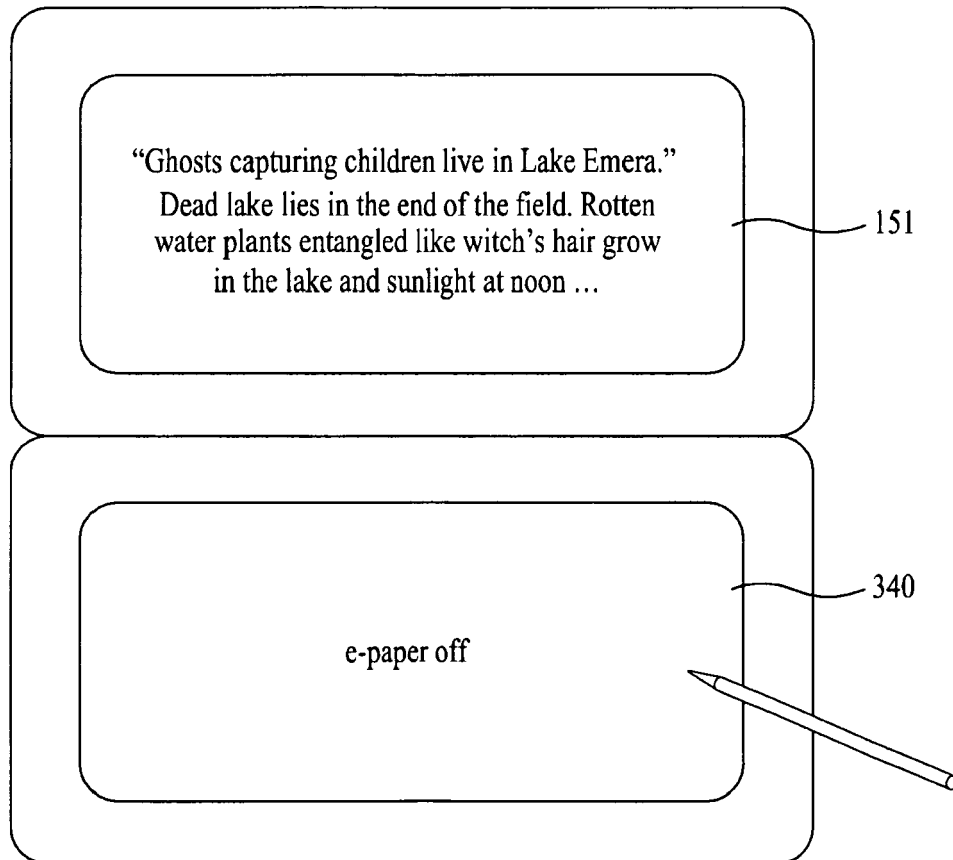 “Ghosts capturing children live in Lake Emera.”
Dead lake lies in the end of the field. Rotten
water plants entangled like witch’s hair grow
in the lake and sunlight at noon …
151
340
e-paper off